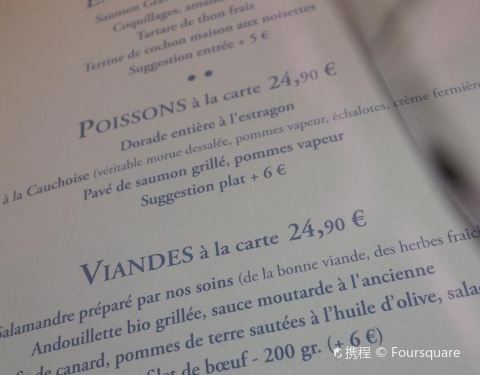 Saumon Gra
Coquillages, aman
Tartare de thon frais
Terrine de cochon maison aux noisettes
Suggestion entrée + 5 €
POISSONS à la carte 24,90 €
Dorade entière à l'estragon
à la Cauchoise (véritable morue dessalée, pommes vapeur, échalotes, crème fermière
Pavé de saumon grillé, pommes vapeur
Suggestion plat + 6 €
VIANDES à la carte 24,90 €
Salamandre préparé par nos soins (de la bonne viande, des herbes fraîch
Andouillette bio grillée, sauce moutarde à l'ancienne
de canard, pommes de terre sautées à l'huile d'olive, sala
filet de bœuf - 200 gr. (+ 6 €)
携程 © Foursquare